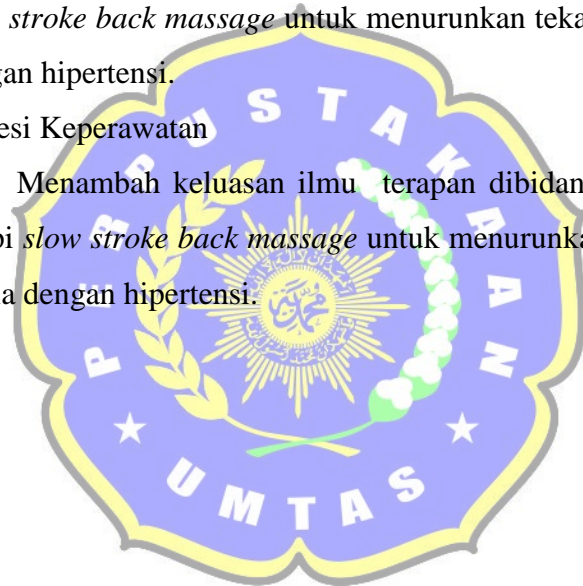 stroke back massage untuk menurunkan teka
gan hipertensi.
esi Keperawatan
Menambah keluasan ilmu terapan dibidan
pi slow stroke back massage untuk menurunka
a dengan hipertensi.
PERPUSTAKAAN
UMTAS